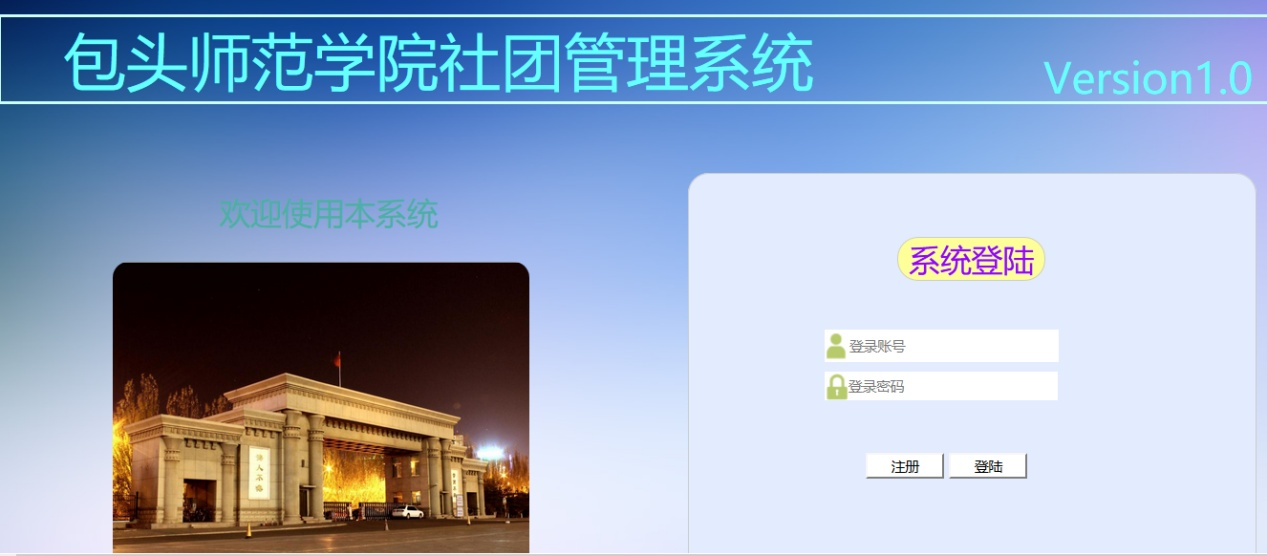 包头师范学院社团管理系统
Version1.0
欢迎使用本系统
系统登陆
登录账号
登录密码
注册
登陆